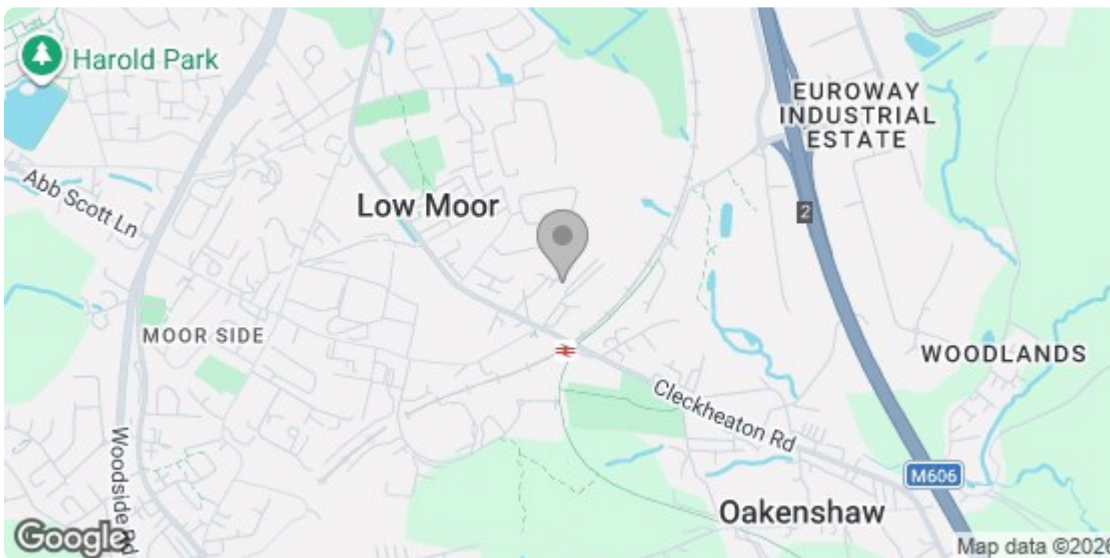 Harold Park
EUROWAY
INDUSTRIAL
ESTATE
Abb Scott Ln
Low Moor
2
MOOR SIDE
WOODLANDS
Cleckheaton Rd
Woodside Rd
M606
Oakenshaw
Google
Map data ©2026